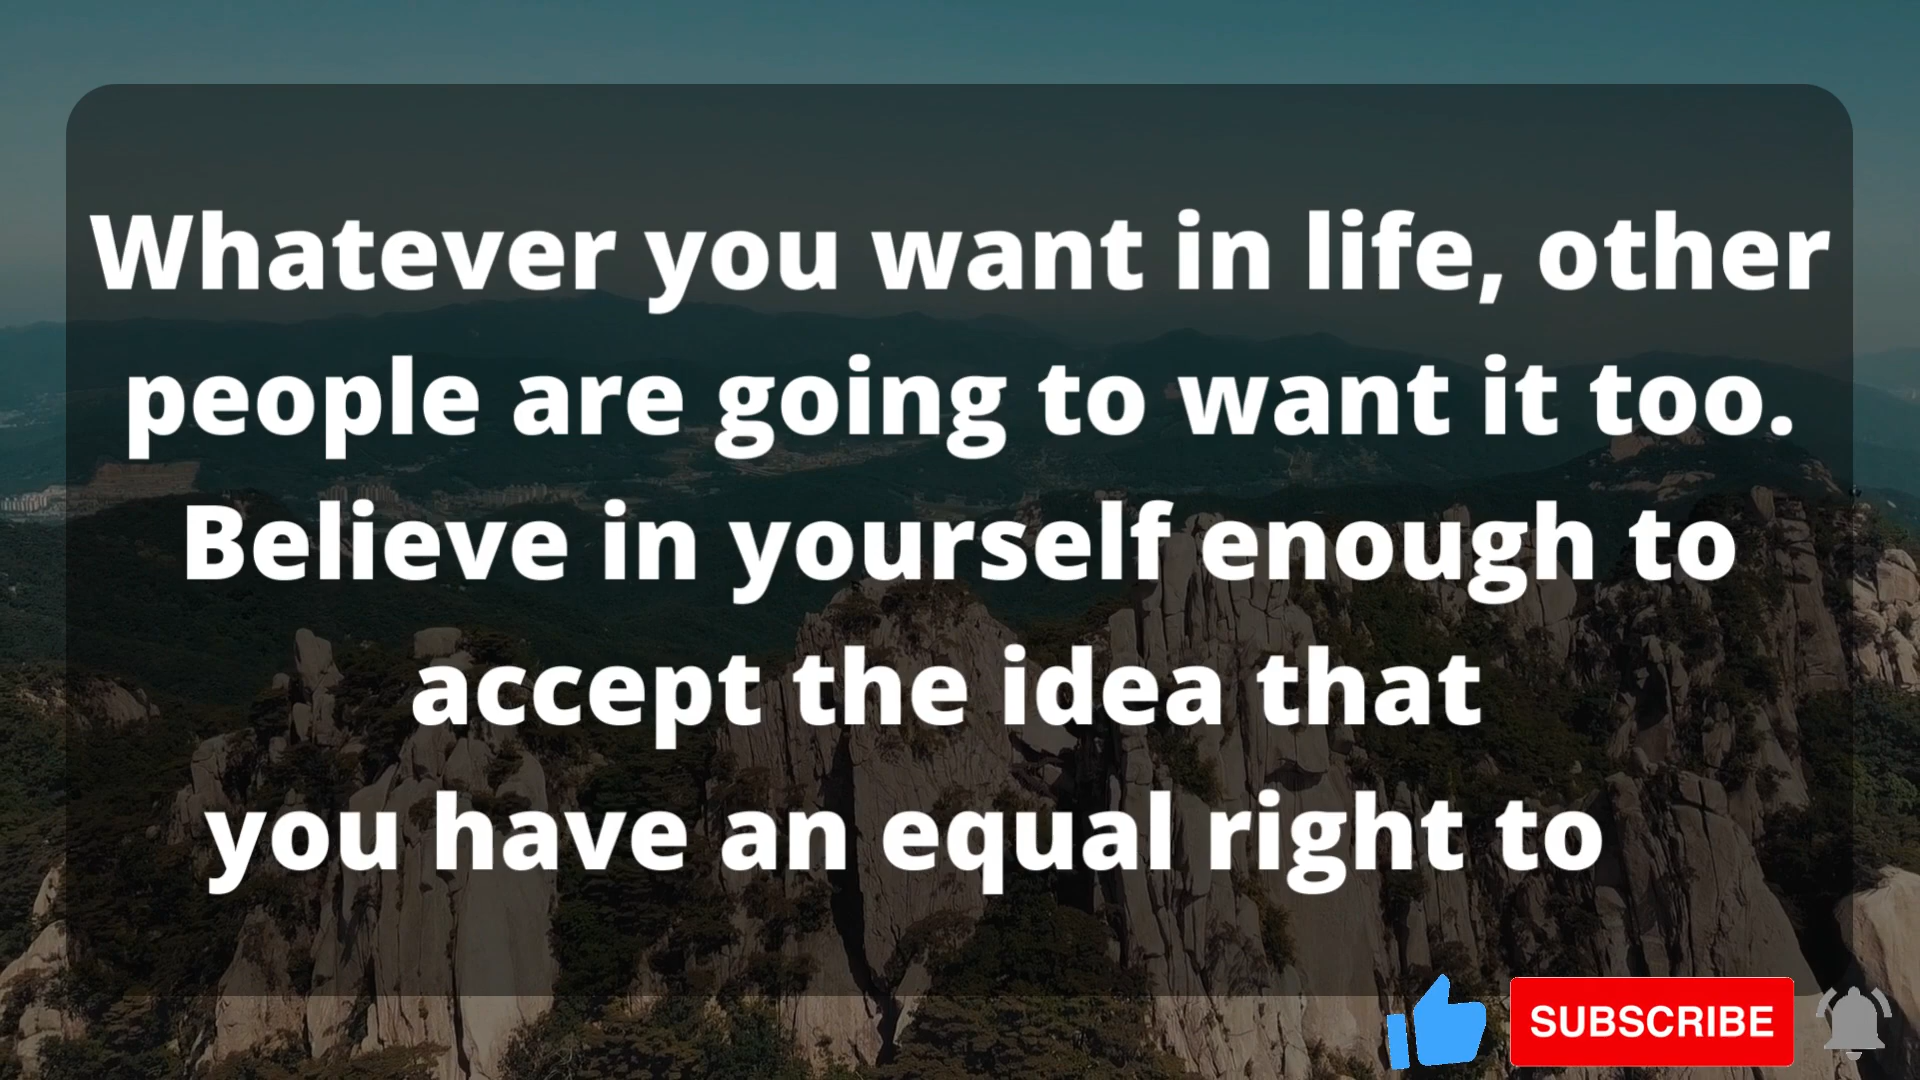 Whatever you want in life, other
people are going to want it too.
Believe in yourself enough to
accept the idea that
you have an equal right to
SUBSCRIBE